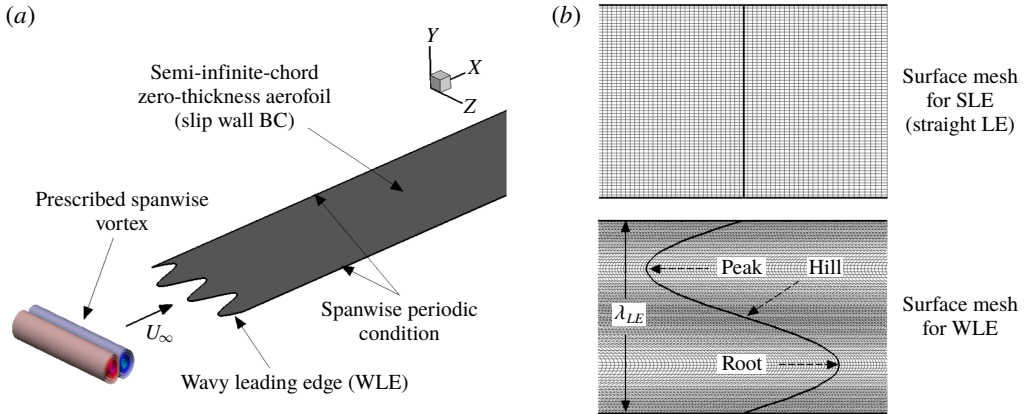 (a)
Semi-infinite-chord
zero-thickness aerofoil
(slip wall BC)
Y
X
Z
Prescribed spanwise
vortex
U∞
Spanwise periodic
condition
Wavy leading edge (WLE)
(b)
Surface mesh
for SLE
(straight LE)
Peak
Hill
λLE
Root
Surface mesh
for WLE